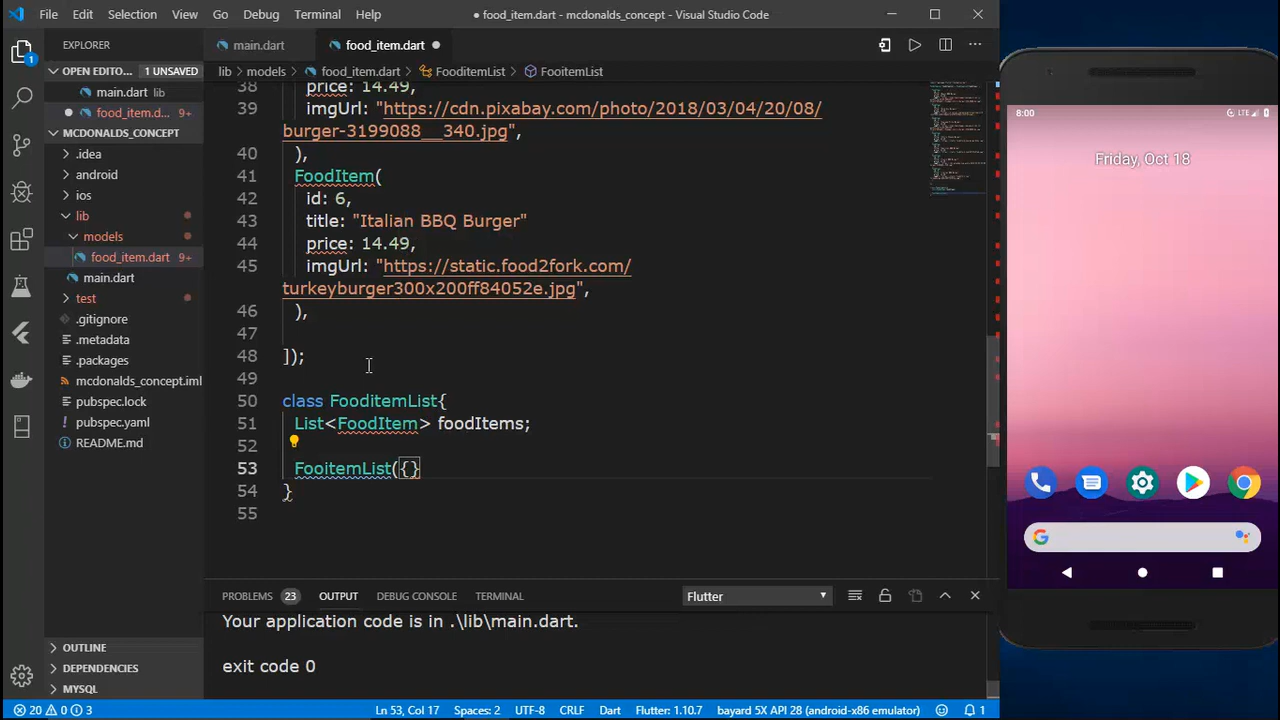 File Edit Selection View Go Debug Terminal Help
● food_item.dart - mcdonalds_concept - Visual Studio Code
EXPLORER
main.dart
food_item.dart
OPEN EDITO... 1 UNSAVED
main.dart lib
food_item.d... 9+
MCDONALDS_CONCEPT
.idea
android
ios
lib
models
food_item.dart 9+
main.dart
test
.gitignore
.metadata
.packages
mcdonalds_concept.iml
pubspec.lock
pubspec.yaml
README.md
OUTLINE
DEPENDENCIES
MYSQL
1
lib > models > food_item.dart > FooditemList > FooitemList
38 price: 14.49,
39 imgUrl: "https://cdn.pixabay.com/photo/2018/03/04/20/08/
burger-3199088__340.jpg",
40 ),
41 FoodItem(
42 id: 6,
43 title: "Italian BBQ Burger"
44 price: 14.49,
45 imgUrl: "https://static.food2fork.com/
turkeyburger300x200ff84052e.jpg",
46 ),
47
48 ]);
49
50 class FooditemList{
51 List<FoodItem> foodItems;
52
53 FooitemList({}
54 }
55
PROBLEMS 23 OUTPUT DEBUG CONSOLE TERMINAL Flutter
Your application code is in .\lib\main.dart.
exit code 0
20 0 3 Ln 53, Col 17 Spaces: 2 UTF-8 CRLF Dart Flutter: 1.10.7 bayard 5X API 28 (android-x86 emulator) 1
8:00 LTE
Friday, Oct 18
G